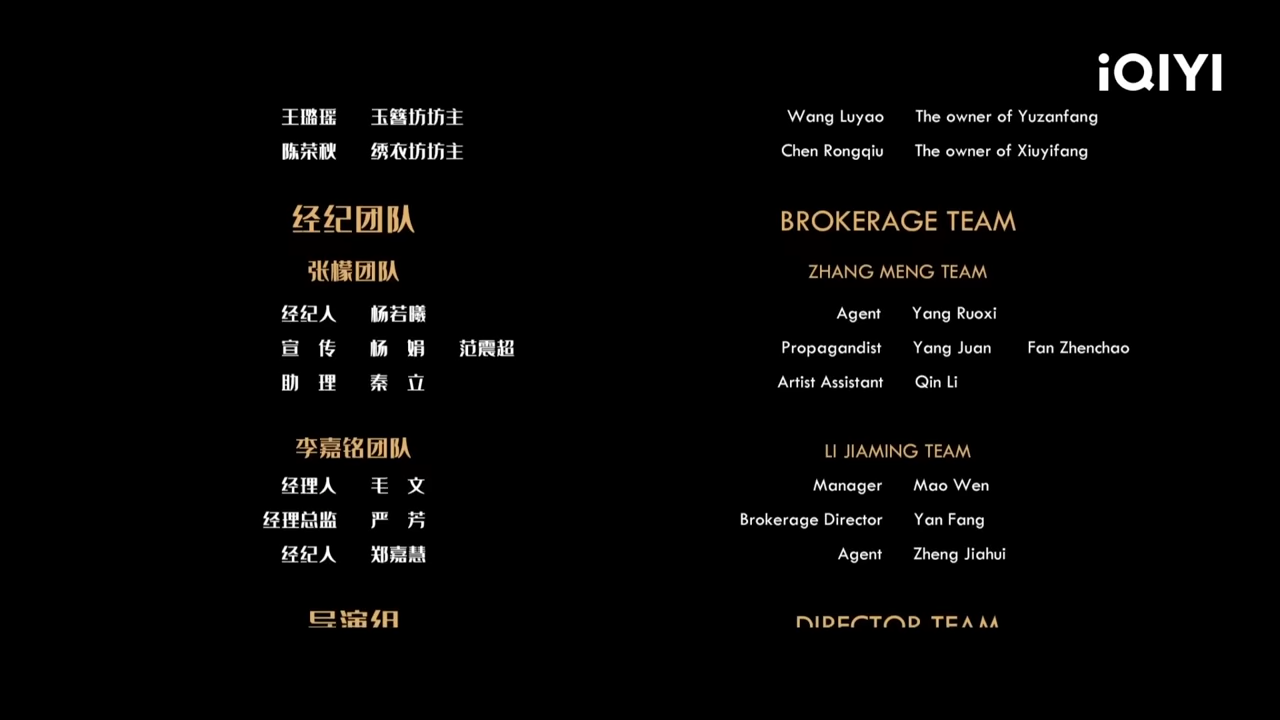 iQIYI
王璐瑶 玉簪坊坊主 Wang Luyao The owner of Yuzanfang
陈荣秋 绣衣坊坊主 Chen Rongqiu The owner of Xiuyifang
经纪团队 BROKERAGE TEAM
张檬团队 ZHANG MENG TEAM
经纪人 杨若曦 Agent Yang Ruoxi
宣 传 杨 娟 范震超 Propagandist Yang Juan Fan Zhenchao
助 理 秦 立 Artist Assistant Qin Li
李嘉铭团队 LI JIAMING TEAM
经理人 毛 文 Manager Mao Wen
经理总监 严 芳 Brokerage Director Yan Fang
经纪人 郑嘉慧 Agent Zheng Jiahui
导演组 DIRECTOR TEAM